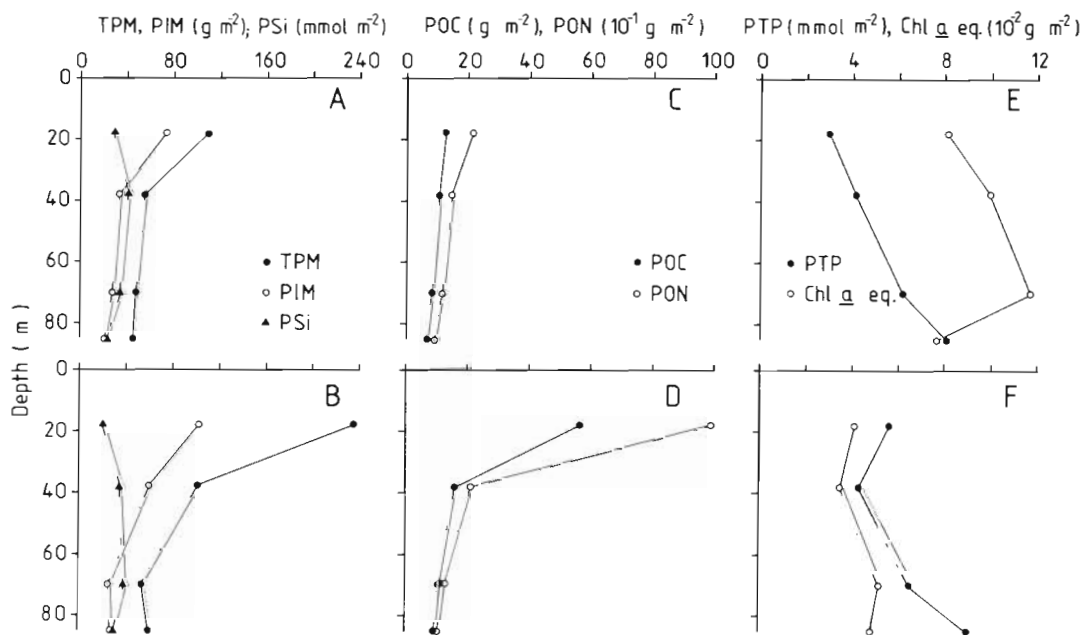 TPM, PIM (g m²); PSi (mmol m⁻²)
POC (g m⁻²), PON (10⁻¹ g m⁻²)
PTP (mmol m⁻²), Chl a eq. (10⁻² g m⁻²)
0 80 160 240
0 20 40 60 80 100
0 4 8 12
0
20
40
60
80
A
C
E
TPM
PIM
PSi
POC
PON
PTP
Chl a eq.
Depth (m)
0
20
40
60
80
B
D
F